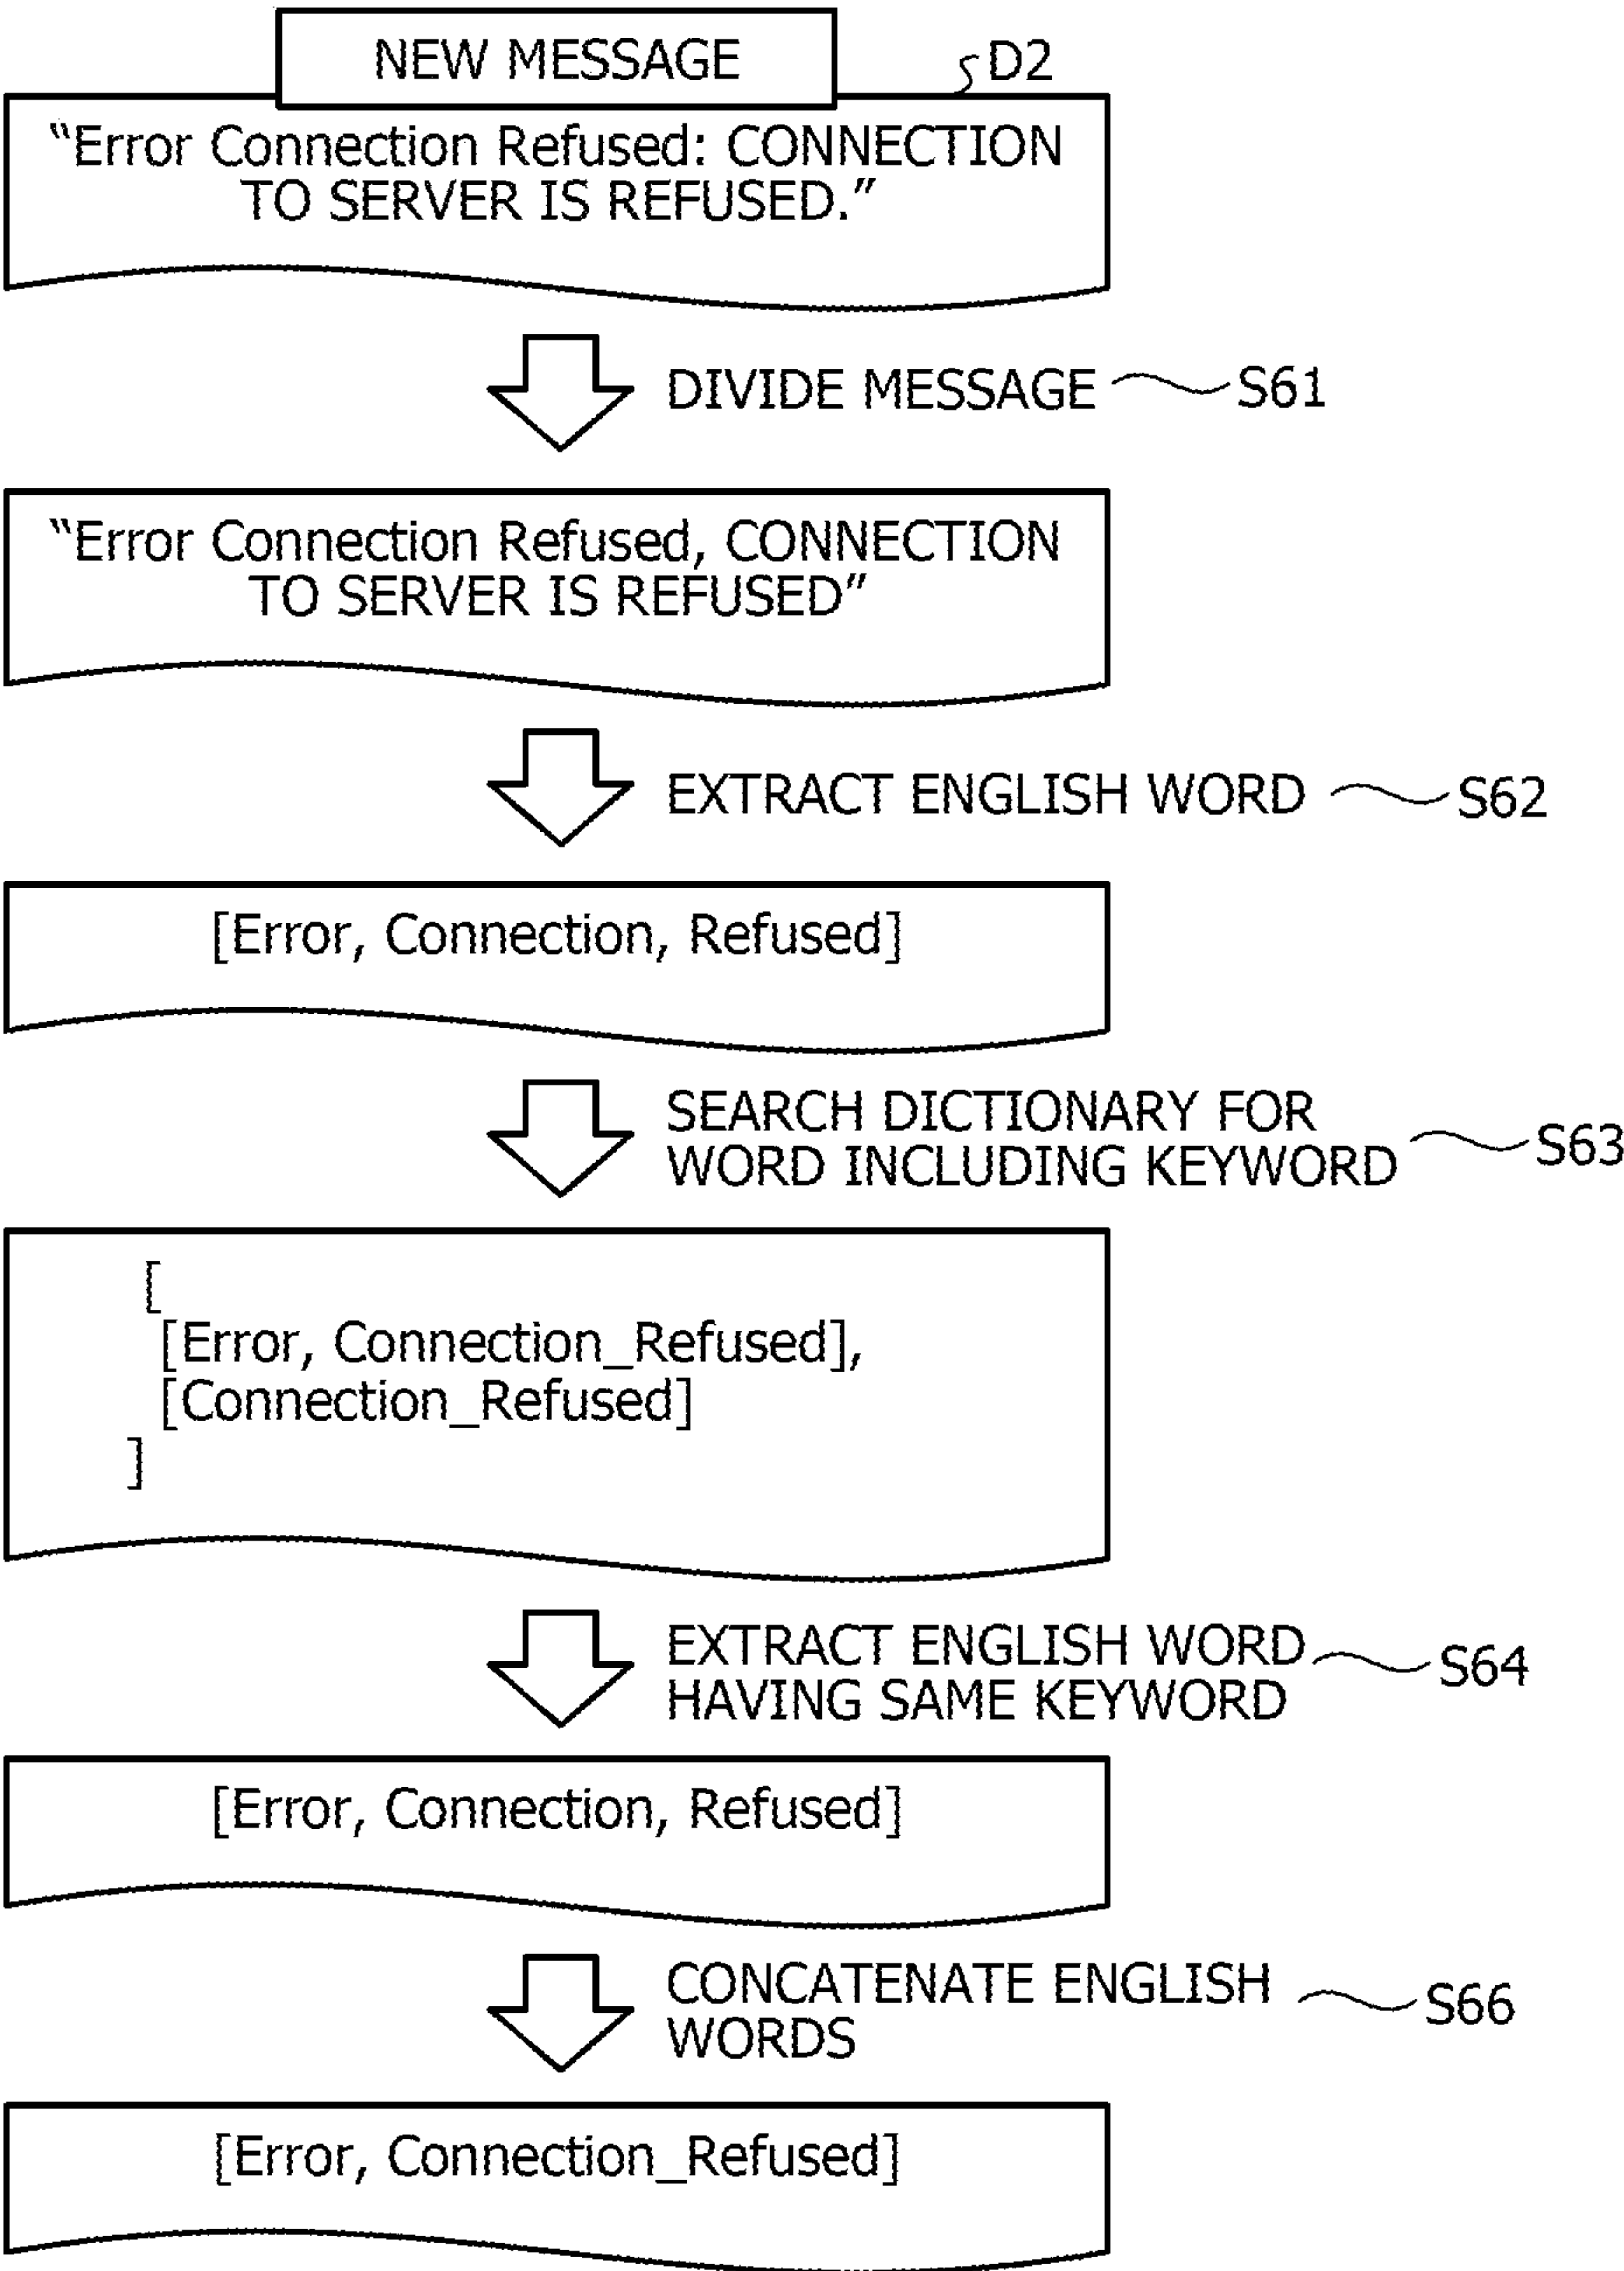 NEW MESSAGE
D2
“Error Connection Refused: CONNECTION
TO SERVER IS REFUSED.”
DIVIDE MESSAGE
S61
“Error Connection Refused, CONNECTION
TO SERVER IS REFUSED”
EXTRACT ENGLISH WORD
S62
[Error, Connection, Refused]
SEARCH DICTIONARY FOR
WORD INCLUDING KEYWORD
S63
[
[Error, Connection_Refused],
[Connection_Refused]
]
EXTRACT ENGLISH WORD
HAVING SAME KEYWORD
S64
[Error, Connection, Refused]
CONCATENATE ENGLISH
WORDS
S66
[Error, Connection_Refused]